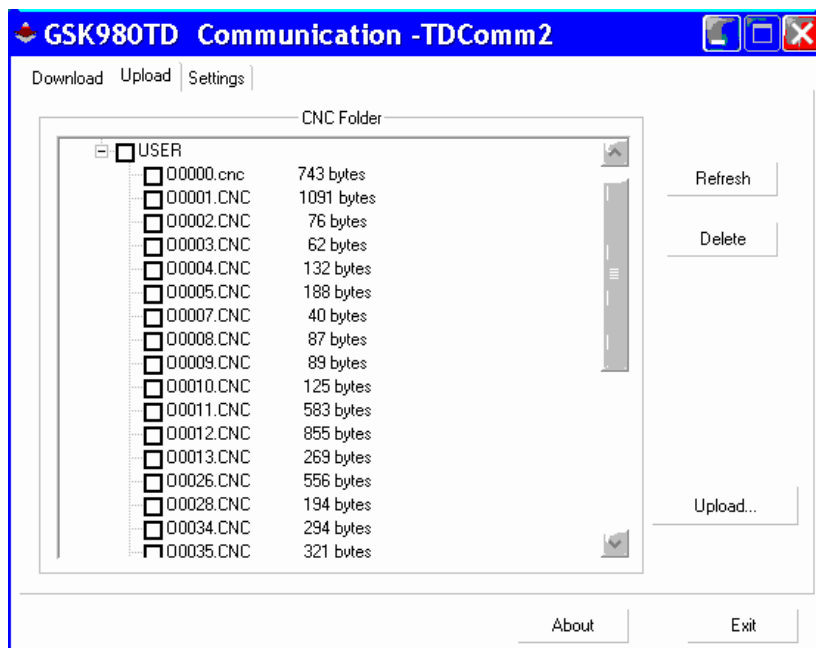 GSK980TD Communication -TDComm2
Download Upload Settings
CNC Folder
USER
O0000.cnc 743 bytes
O0001.CNC 1091 bytes
O0002.CNC 76 bytes
O0003.CNC 62 bytes
O0004.CNC 132 bytes
O0005.CNC 188 bytes
O0007.CNC 40 bytes
O0008.CNC 87 bytes
O0009.CNC 89 bytes
O0010.CNC 125 bytes
O0011.CNC 583 bytes
O0012.CNC 855 bytes
O0013.CNC 269 bytes
O0026.CNC 556 bytes
O0028.CNC 194 bytes
O0034.CNC 294 bytes
O0035.CNC 321 bytes
Refresh
Delete
Upload...
About Exit